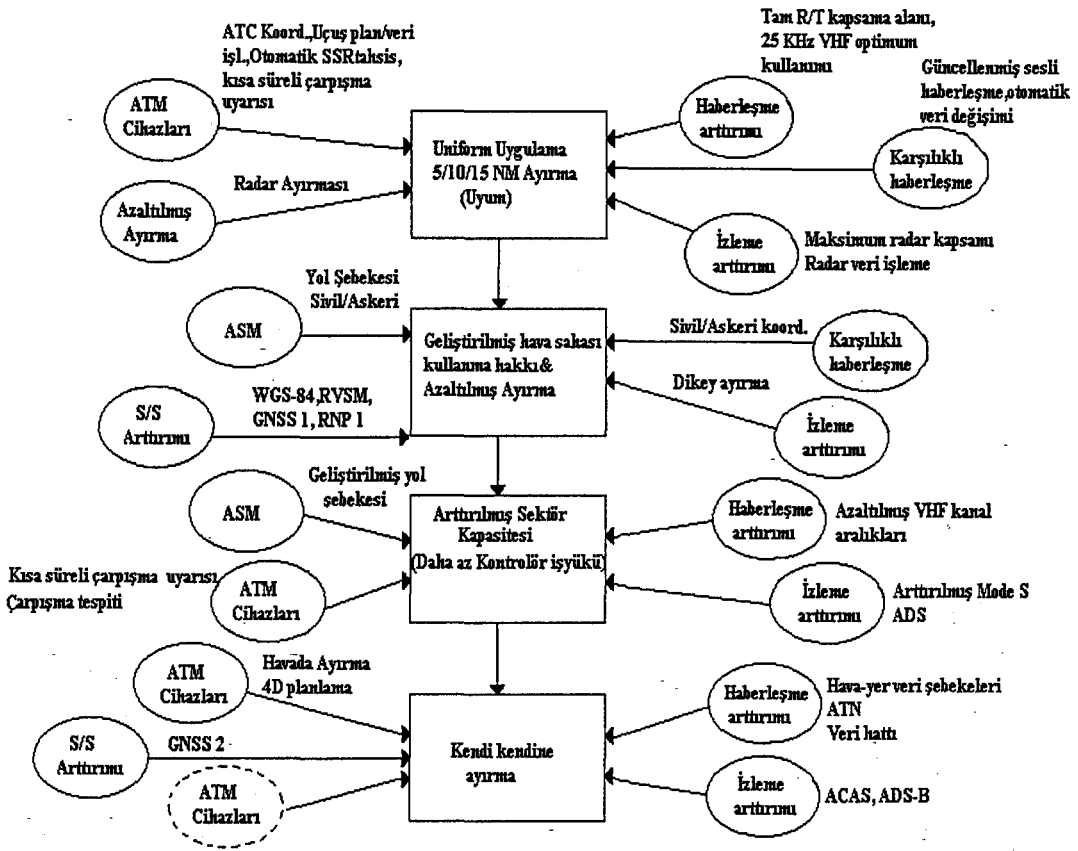 ATC Koord.,Uçuş plan/veri
işl.,Otomatik SSRtahsis,
kısa süreli çarpışma
uyarısı
ATM
Cihazları
Radar Ayırması
Azaltılmış
Ayırma
Uniform Uygulama
5/10/15 NM Ayırma
(Uyum)
Tam R/T kapsama alanı,
25 KHz VHF optimum
kullanımı
Haberleşme
arttırımı
Güncellenmiş sesli
haberleşme,otomatik
veri değişimi
Karşılıklı
haberleşme
İzleme
arttırımı
Maksimum radar kapsamı
Radar veri işleme
Yol Şebekesi
Sivil/Askeri
ASM
WGS-84,RVSM,
GNSS 1, RNP 1
S/S
Arttırımı
Geliştirilmiş hava sahası
kullanma hakkı&
Azaltılmış Ayırma
Sivil/Askeri koord.
Karşılıklı
haberleşme
Dikey ayırma
İzleme
arttırımı
Geliştirilmiş yol
şebekesi
ASM
Kısa süreli çarpışma uyarısı
Çarpışma tespiti
ATM
Cihazları
Arttırılmış Sektör
Kapasitesi
(Daha az Kontrolör işyükü)
Haberleşme
arttırımı
Azaltılmış VHF kanal
aralıkları
İzleme
arttırımı
Arttırılmış Mode S
ADS
ATM
Cihazları
Havada Ayırma
4D planlama
S/S
Arttırımı
GNSS 2
ATM
Cihazları
Kendi kendine
ayırma
Haberleşme
arttırımı
Hava-yer veri şebekeleri
ATN
Veri hattı
İzleme
arttırımı
ACAS, ADS-B